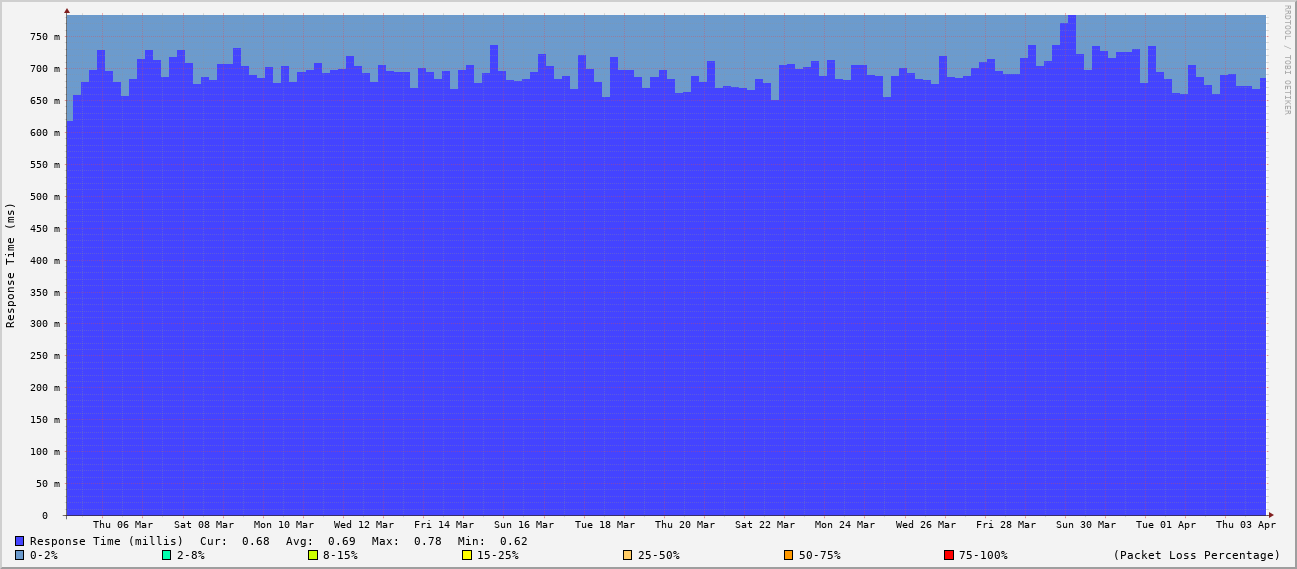 RRDTOOL / TOBI OETIKER
Response Time (ms)
750 m
700 m
650 m
600 m
550 m
500 m
450 m
400 m
350 m
300 m
250 m
200 m
150 m
100 m
50 m
0
Thu 06 Mar Sat 08 Mar Mon 10 Mar Wed 12 Mar Fri 14 Mar Sun 16 Mar Tue 18 Mar Thu 20 Mar Sat 22 Mar Mon 24 Mar Wed 26 Mar Fri 28 Mar Sun 30 Mar Tue 01 Apr Thu 03 Apr
Response Time (millis) Cur: 0.68 Avg: 0.69 Max: 0.78 Min: 0.62
0-2% 2-8% 8-15% 15-25% 25-50% 50-75% 75-100% (Packet Loss Percentage)